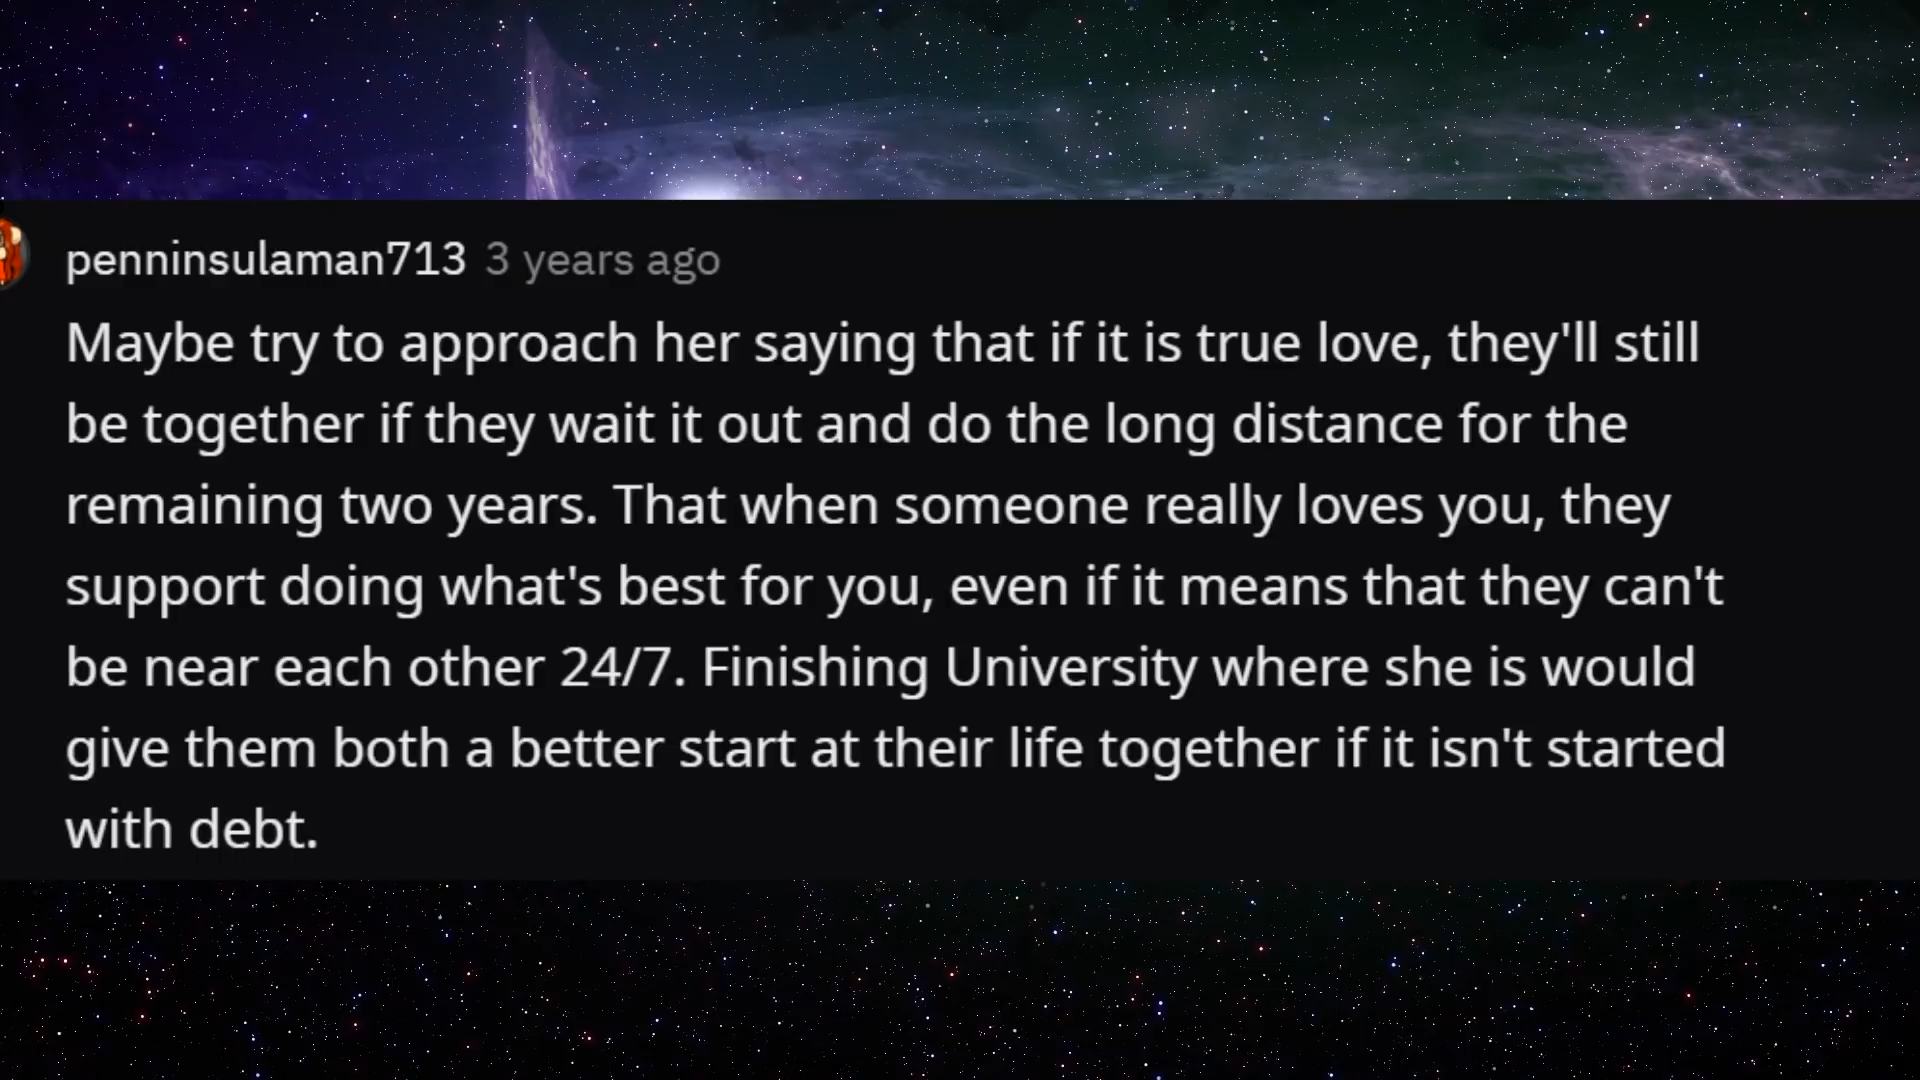 penninsulaman713 3 years ago
Maybe try to approach her saying that if it is true love, they'll still
be together if they wait it out and do the long distance for the
remaining two years. That when someone really loves you, they
support doing what's best for you, even if it means that they can't
be near each other 24/7. Finishing University where she is would
give them both a better start at their life together if it isn't started
with debt.